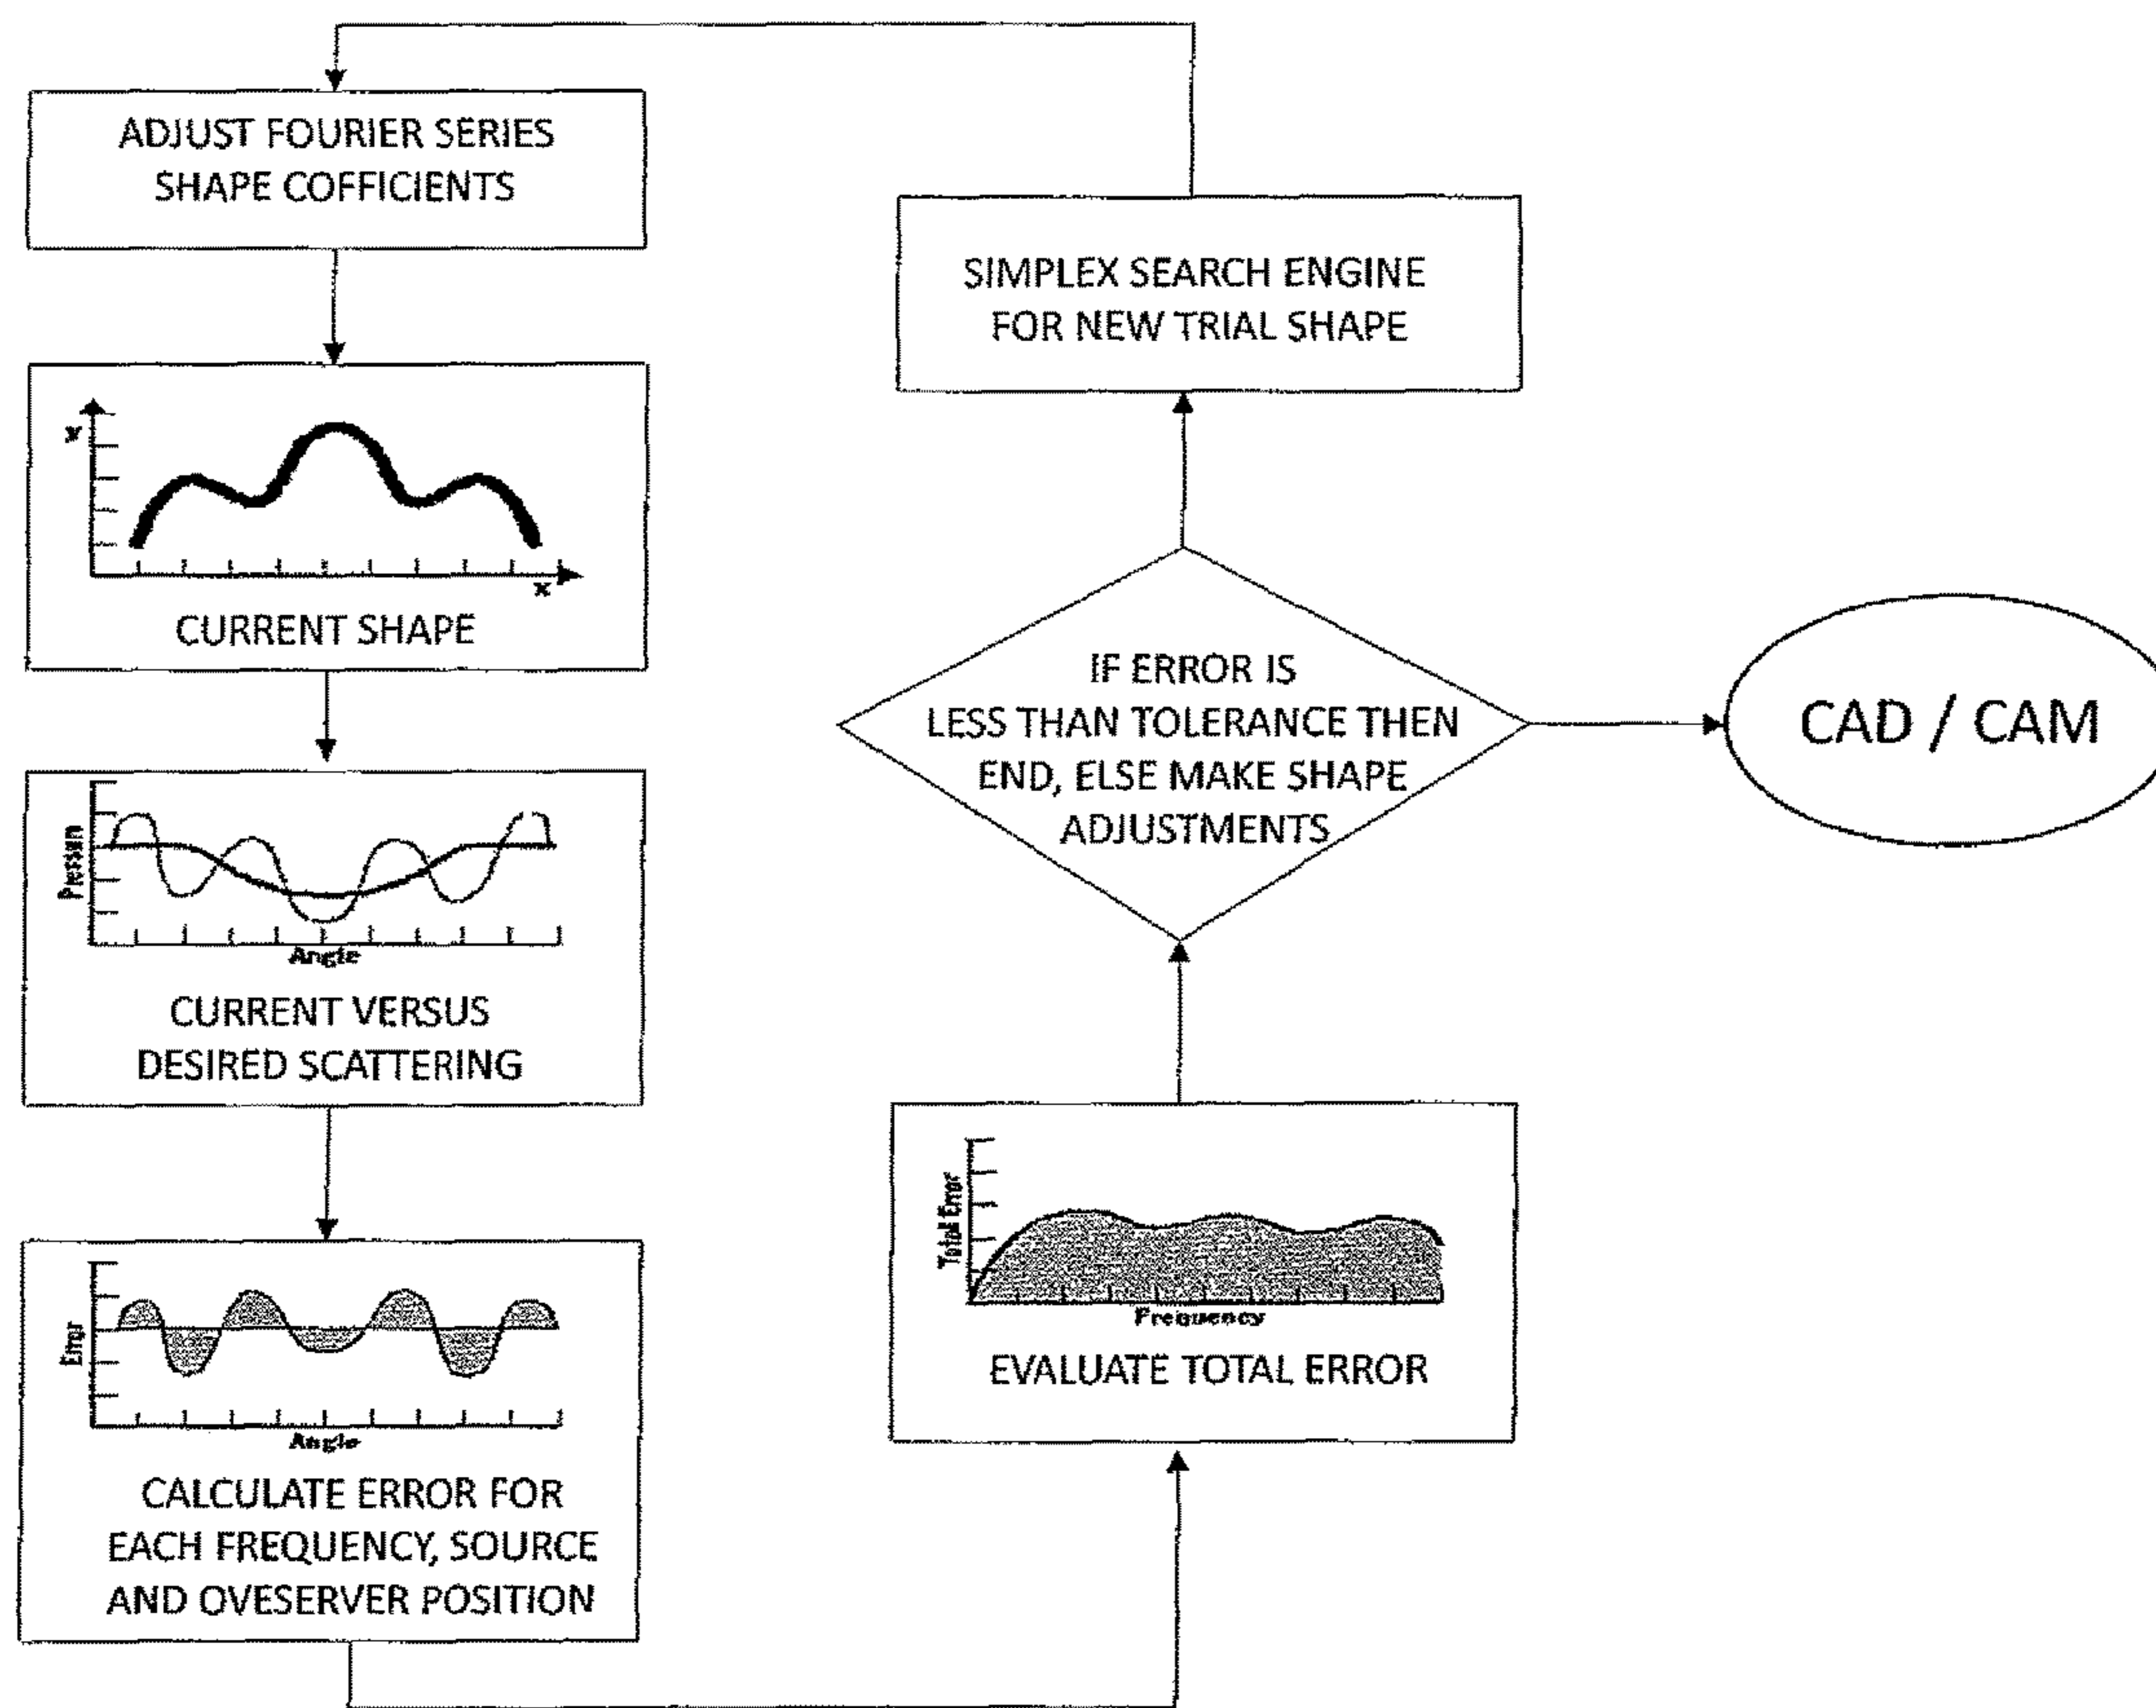 ADJUST FOURIER SERIES
SHAPE COFFICIENTS
x
x
CURRENT SHAPE
Angle
CURRENT VERSUS
DESIRED SCATTERING
Error
Angle
CALCULATE ERROR FOR
EACH FREQUENCY, SOURCE
AND OVESERVER POSITION
SIMPLEX SEARCH ENGINE
FOR NEW TRIAL SHAPE
IF ERROR IS
LESS THAN TOLERANCE THEN
END, ELSE MAKE SHAPE
ADJUSTMENTS
CAD / CAM
Total Error
Frequency
EVALUATE TOTAL ERROR